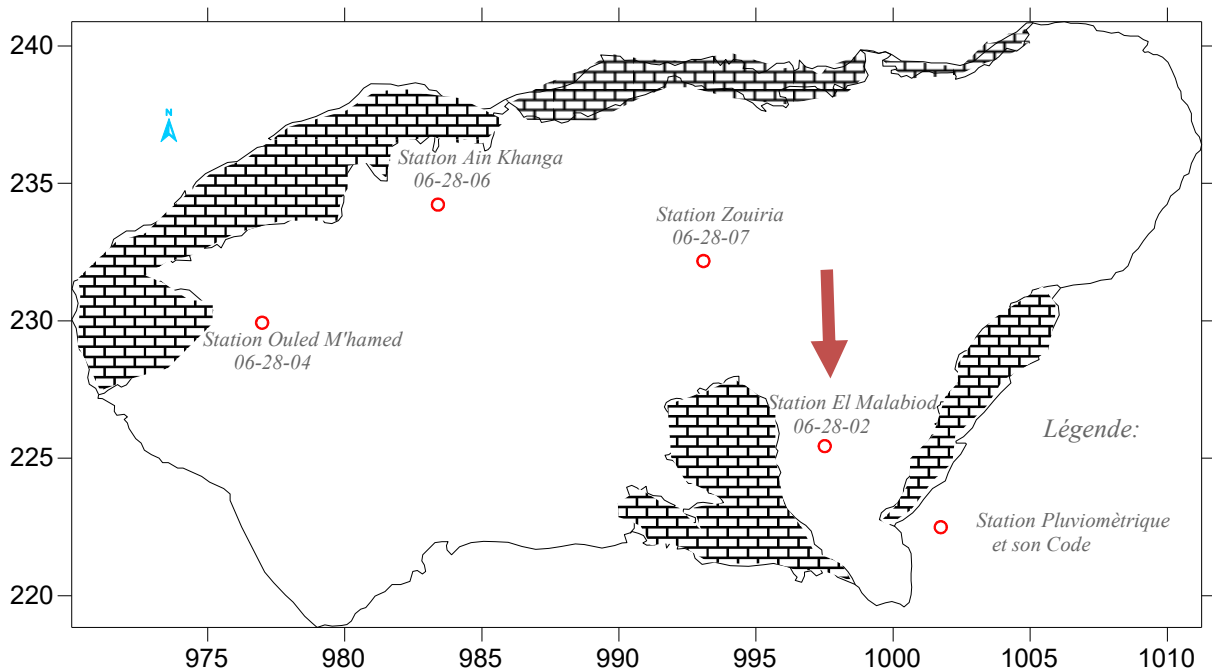 240
235
230
225
220
N
Station Ain Khanga
06-28-06
Station Zouiria
06-28-07
Station Ouled M'hamed
06-28-04
Station El Malabiod
06-28-02
Légende:
Station Pluviomètrique
et son Code
975 980 985 990 995 1000 1005 1010